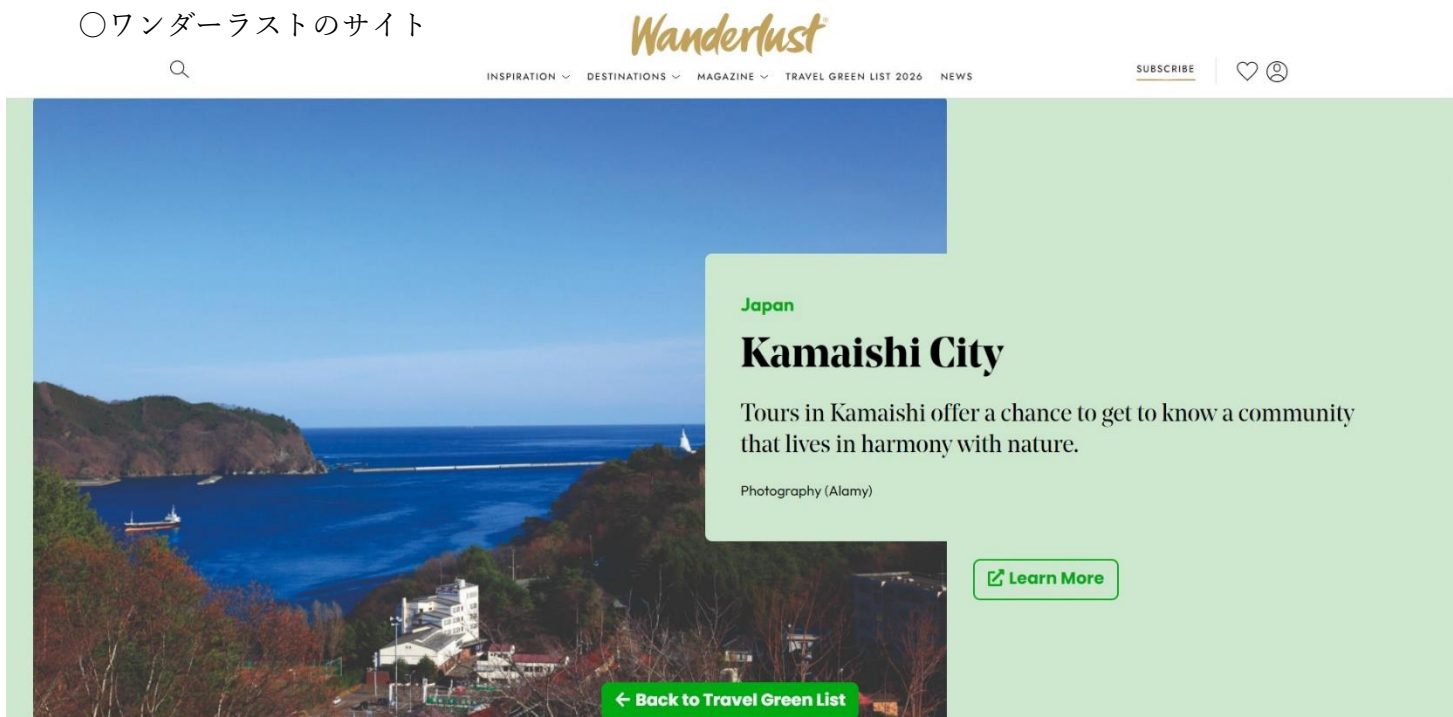 ○ワンダーラストのサイト
Wanderlust
INSPIRATION DESTINATIONS MAGAZINE TRAVEL GREEN LIST 2026 NEWS
SUBSCRIBE
Japan
Kamaishi City
Tours in Kamaishi offer a chance to get to know a community
that lives in harmony with nature.
Photography (Alamy)
Learn More
← Back to Travel Green List